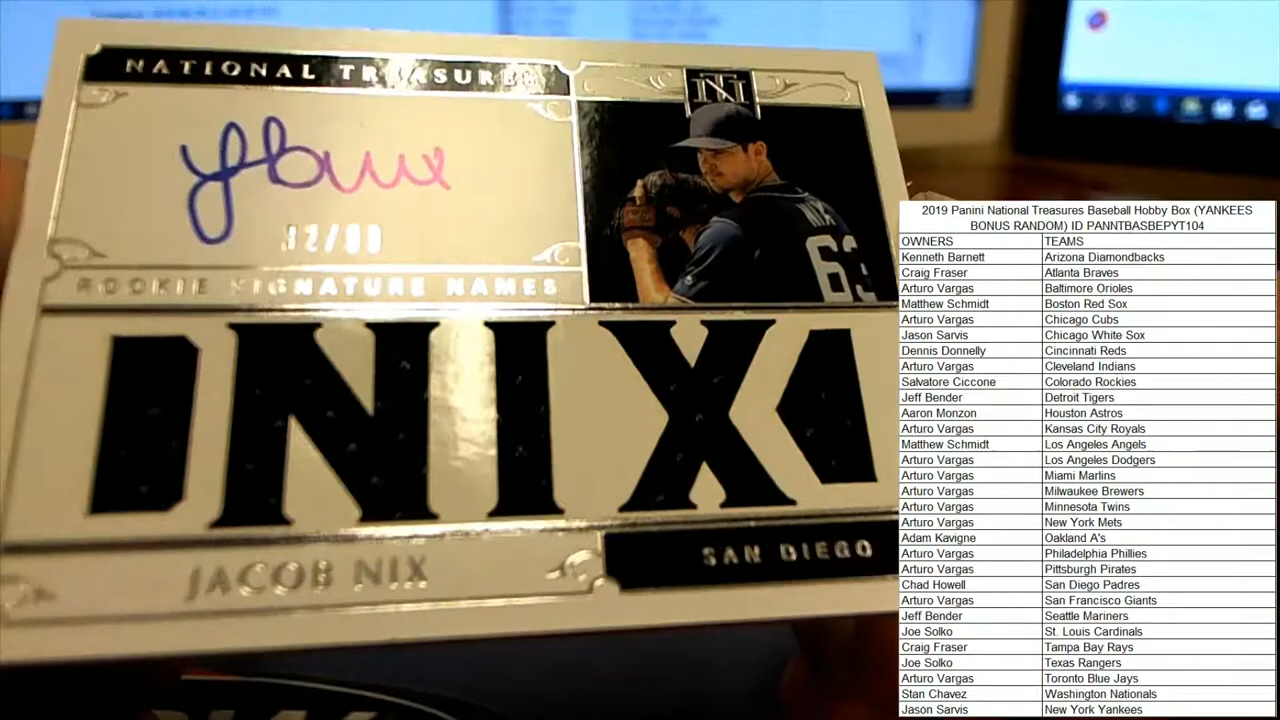 NATIONAL TREASURES
NT
NIX
63
ROOKIE SIGNATURE NAMES
NIX
JACOB NIX
SAN DIEGO
2019 Panini National Treasures Baseball Hobby Box (YANKEES
BONUS RANDOM) ID PANNTBASBEPYT104
OWNERS TEAMS
Kenneth Barnett Arizona Diamondbacks
Craig Fraser Atlanta Braves
Arturo Vargas Baltimore Orioles
Matthew Schmidt Boston Red Sox
Arturo Vargas Chicago Cubs
Jason Sarvis Chicago White Sox
Dennis Donnelly Cincinnati Reds
Arturo Vargas Cleveland Indians
Salvatore Ciccone Colorado Rockies
Jeff Bender Detroit Tigers
Aaron Monzon Houston Astros
Arturo Vargas Kansas City Royals
Matthew Schmidt Los Angeles Angels
Arturo Vargas Los Angeles Dodgers
Arturo Vargas Miami Marlins
Arturo Vargas Milwaukee Brewers
Arturo Vargas Minnesota Twins
Arturo Vargas New York Mets
Adam Kavigne Oakland A's
Arturo Vargas Philadelphia Phillies
Arturo Vargas Pittsburgh Pirates
Chad Howell San Diego Padres
Arturo Vargas San Francisco Giants
Jeff Bender Seattle Mariners
Joe Solko St. Louis Cardinals
Craig Fraser Tampa Bay Rays
Joe Solko Texas Rangers
Arturo Vargas Toronto Blue Jays
Stan Chavez Washington Nationals
Jason Sarvis New York Yankees